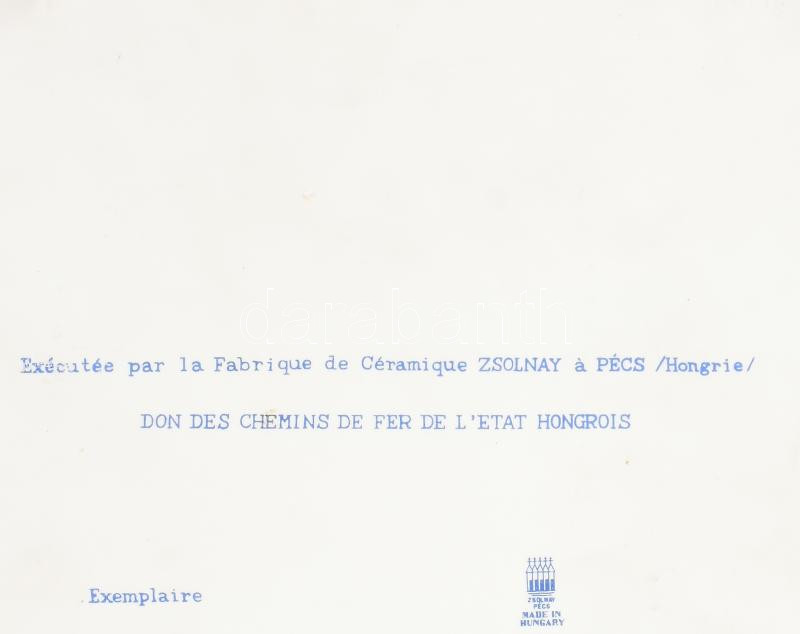 darabanth
Exécutée par la Fabrique de Céramique ZSOLNAY à PÉCS /Hongrie/
DON DES CHEMINS DE FER DE L'ETAT HONGROIS
Exemplaire
ZSOLNAY
PÉCS
MADE IN
HUNGARY